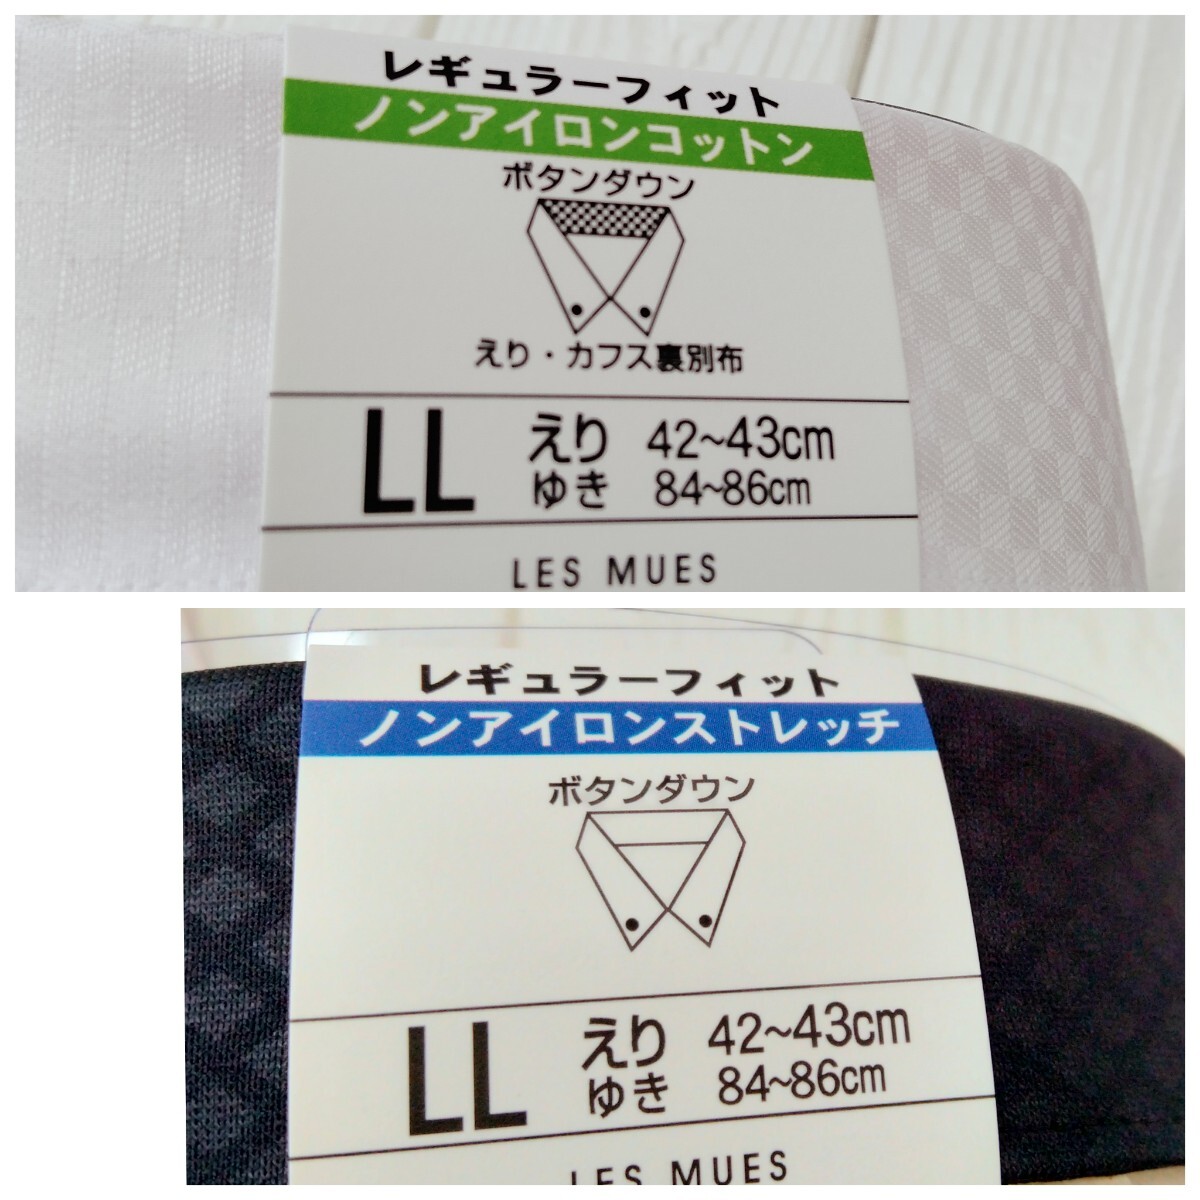 レギュラーフィット
ノンアイロンコットン
ボタンダウン
えり・カフス裏別布
LL えり 42~43cm
ゆき 84~86cm
LES MUES
レギュラーフィット
ノンアイロンストレッチ
ボタンダウン
LL えり 42~43cm
ゆき 84~86cm
LES MUES